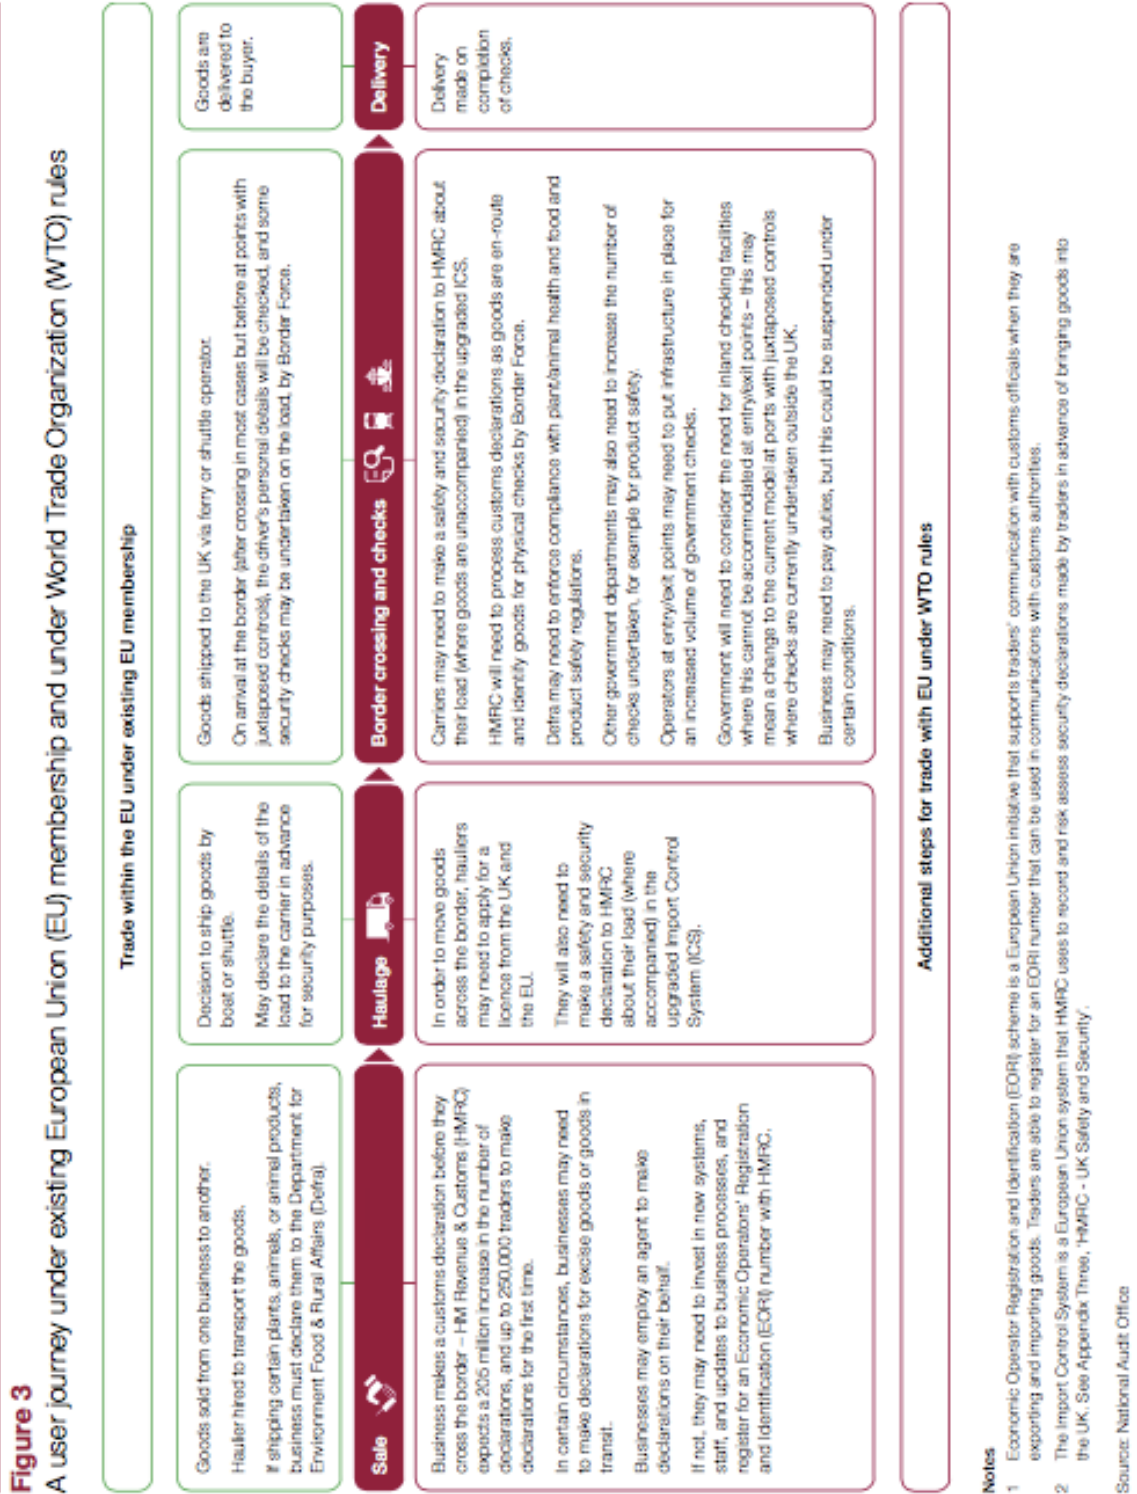 Figure 3
A user journey under existing European Union (EU) membership and under World Trade Organization (WTO) rules
Trade within the EU under existing EU membership
Goods sold from one business to another.
Haulier hired to transport the goods.
If shipping certain plants, animals, or animal products,
business must declare them to the Department for
Environment Food & Rural Affairs (Defra).
Decision to ship goods by
boat or shuttle.
May declare the details of the
load to the carrier in advance
for security purposes.
Goods shipped to the UK via ferry or shuttle operator.
On arrival at the border (after crossing in most cases but before at points with
juxtaposed controls), the driver's personal details will be checked, and some
security checks may be undertaken on the load, by Border Force.
Goods are
delivered to
the buyer.
Sale
Haulage
Border crossing and checks
Delivery
Business makes a customs declaration before they
cross the border – HM Revenue & Customs (HMRC)
expects a 205 million increase in the number of
declarations, and up to 250,000 traders to make
declarations for the first time.
In certain circumstances, businesses may need
to make declarations for excise goods or goods in
transit.
Businesses may employ an agent to make
declarations on their behalf.
If not, they may need to invest in new systems,
staff, and updates to business processes, and
register for an Economic Operators' Registration
and Identification (EORI) number with HMRC.
In order to move goods
across the border, hauliers
may need to apply for a
licence from the UK and
the EU.
They will also need to
make a safety and security
declaration to HMRC
about their load (where
accompanied) in the
upgraded Import Control
System (ICS).
Carriers may need to make a safety and security declaration to HMRC about
their load (where goods are unaccompanied) in the upgraded ICS.
HMRC will need to process customs declarations as goods are en-route
and identify goods for physical checks by Border Force.
Defra may need to enforce compliance with plant/animal health and food and
product safety regulations.
Other government departments may also need to increase the number of
checks undertaken, for example for product safety.
Operators at entry/exit points may need to put infrastructure in place for
an increased volume of government checks.
Government will need to consider the need for inland checking facilities
where this cannot be accommodated at entry/exit points – this may
mean a change to the current model at ports with juxtaposed controls
where checks are currently undertaken outside the UK.
Business may need to pay duties, but this could be suspended under
certain conditions.
Delivery
made on
completion
of checks.
Additional steps for trade with EU under WTO rules
Notes
1 Economic Operator Registration and Identification (EORI) scheme is a European Union initiative that supports traders' communication with customs officials when they are
exporting and importing goods. Traders are able to register for an EORI number that can be used in communications with customs authorities.
2 The Import Control System is a European Union system that HMRC uses to record and risk assess security declarations made by traders in advance of bringing goods into
the UK. See Appendix Three, 'HMRC - UK Safety and Security'.
Source: National Audit Office